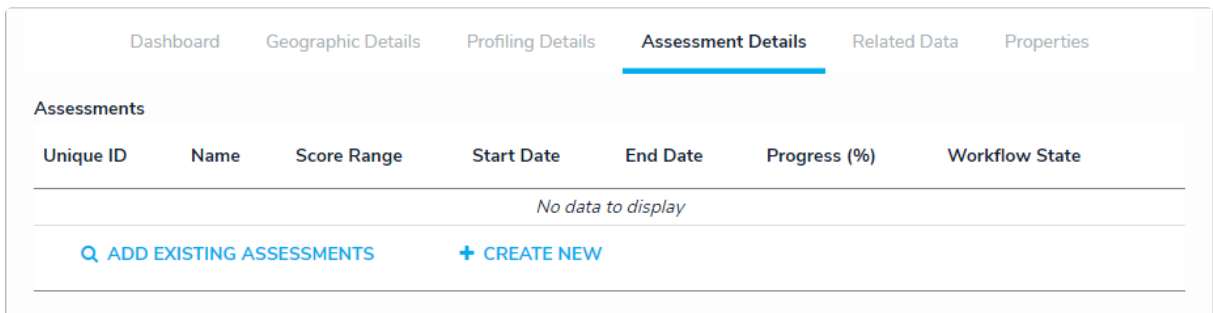 Dashboard Geographic Details Profiling Details Assessment Details Related Data Properties
Assessments
Unique ID Name Score Range Start Date End Date Progress (%) Workflow State
No data to display
ADD EXISTING ASSESSMENTS + CREATE NEW